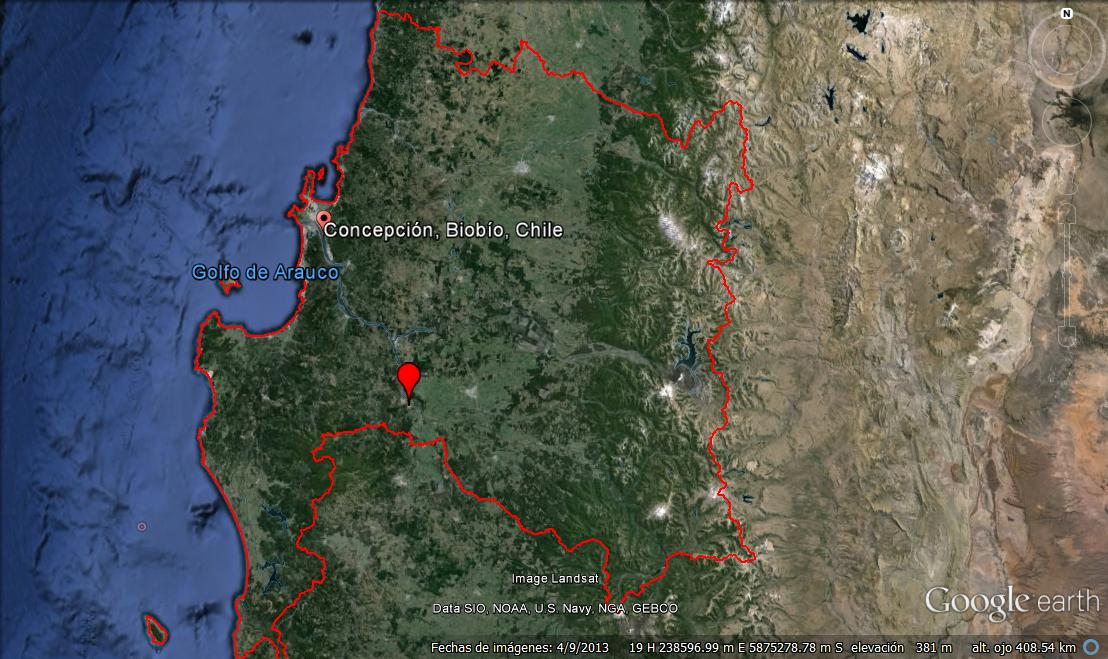 N
Concepción, Biobío, Chile
Golfo de Arauco
Image Landsat
Data SIO, NOAA, U.S. Navy, NGA, GEBCO
Google earth
Fechas de imágenes: 4/9/2013 19 H 238596.99 m E 5875278.78 m S elevación 381 m alt. ojo 408.54 km